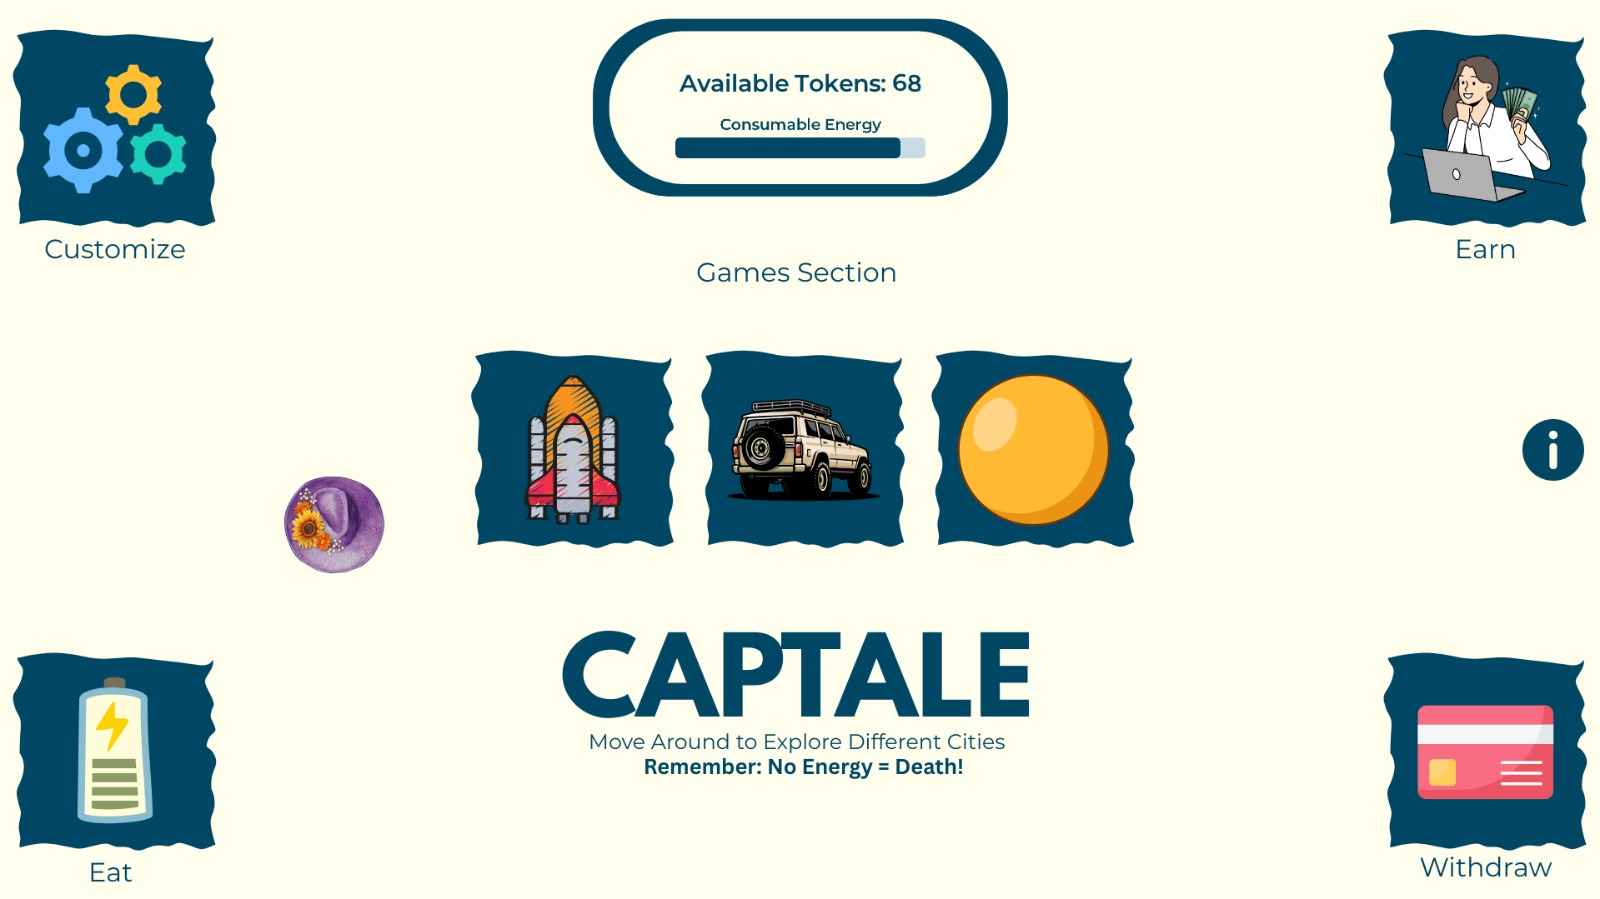 Available Tokens: 68
Consumable Energy
Customize
Earn
Games Section
CAPTALE
Move Around to Explore Different Cities
Remember: No Energy = Death!
Eat
Withdraw